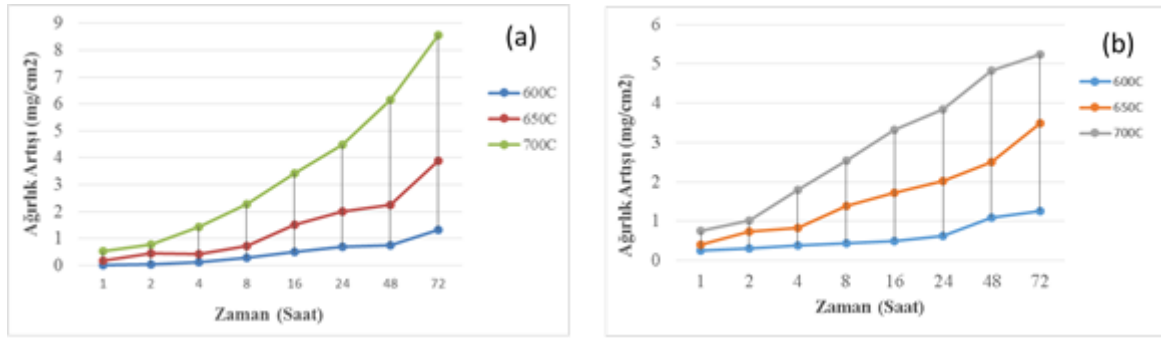 (a)
Ağırlık Artışı (mg/cm2)
9
8
7
6
5
4
3
2
1
0
1 2 4 8 16 24 48 72
Zaman (Saat)
600C
650C
700C
(b)
Ağırlık Artışı (mg/cm2)
6
5
4
3
2
1
0
1 2 4 8 16 24 48 72
Zaman (Saat)
600C
650C
700C